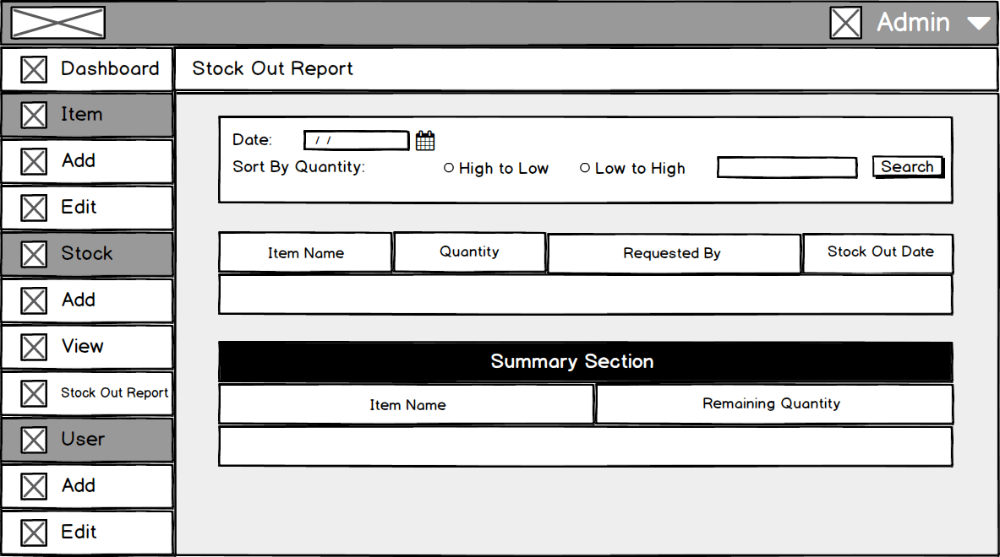 Admin
Dashboard
Stock Out Report
Item
Add
Edit
Stock
Add
View
Stock Out Report
User
Add
Edit
Date: / /
Sort By Quantity: High to Low Low to High Search
Item Name Quantity Requested By Stock Out Date
Summary Section
Item Name Remaining Quantity